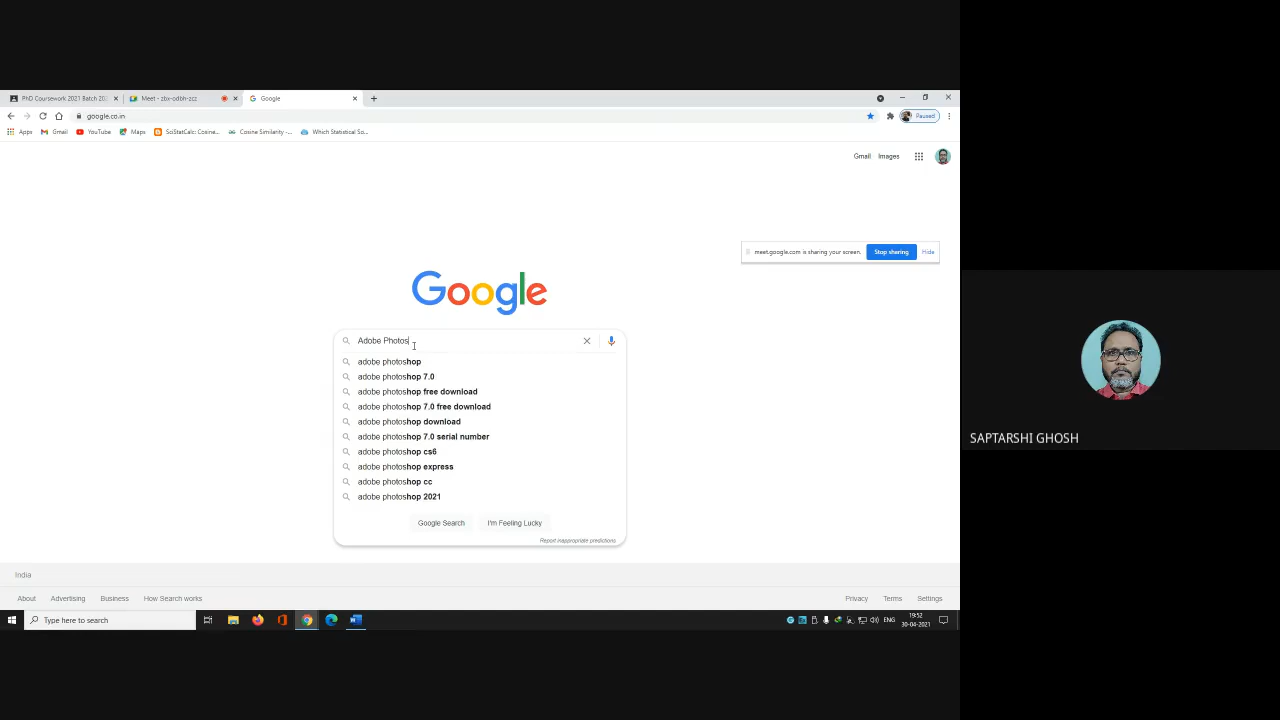 PhD Coursework 2021 Batch 20
Meet - zbx-odbh-zcz
Google
google.co.in
Paused
Apps
Gmail
YouTube
Maps
SciStatCalc: Cosine...
Cosine Similarity -...
Which Statistical So...
Gmail
Images
meet.google.com is sharing your screen.
Stop sharing
Hide
Google
Adobe Photos
adobe photoshop
adobe photoshop 7.0
adobe photoshop free download
adobe photoshop 7.0 free download
adobe photoshop download
adobe photoshop 7.0 serial number
adobe photoshop cs6
adobe photoshop express
adobe photoshop cc
adobe photoshop 2021
Google Search
I'm Feeling Lucky
Report inappropriate predictions
SAPTARSHI GHOSH
India
About
Advertising
Business
How Search works
Privacy
Terms
Settings
Type here to search
ENG
19:52
30-04-2021